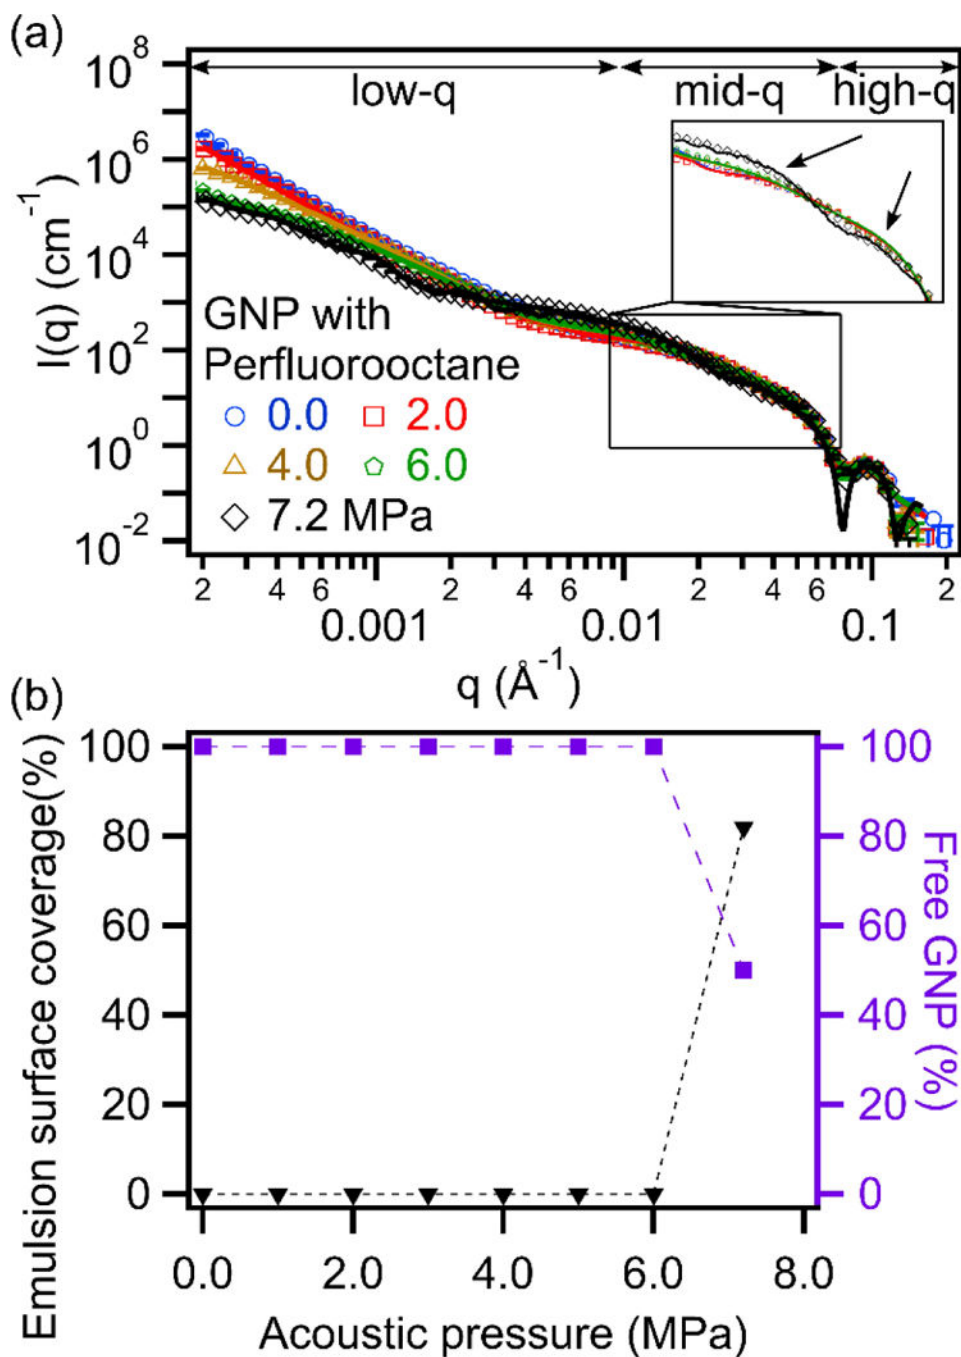 (a)
10^8
10^6
10^4
10^2
10^0
10^-2
I(q) (cm^-1)
low-q mid-q high-q
GNP with
Perfluorooctane
0.0 2.0
4.0 6.0
7.2 MPa
2 4 6 2 4 6 2 4 6 2
0.001 0.01 0.1
q (Å^-1)
(b)
Emulsion surface coverage(%)
100
80
60
40
20
0
100
80
60
40
20
0
Free GNP (%)
0.0 2.0 4.0 6.0 8.0
Acoustic pressure (MPa)